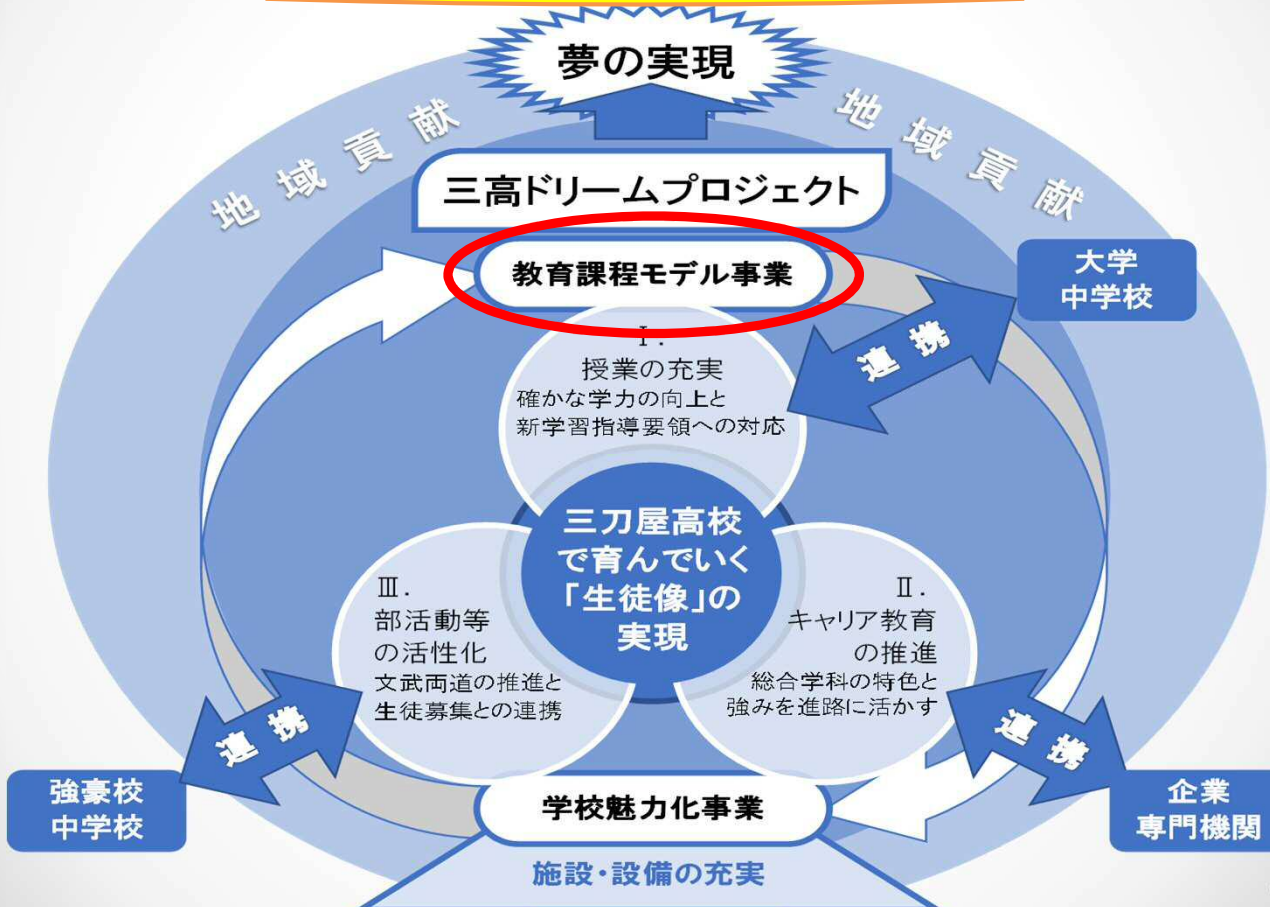 夢の実現
地域貢献
地域貢献
三高ドリームプロジェクト
教育課程モデル事業
大学
中学校
連携
Ⅰ.
授業の充実
確かな学力の向上と
新学習指導要領への対応
三刀屋高校
で育んでいく
「生徒像」の
実現
Ⅲ.
部活動等
の活性化
文武両道の推進と
生徒募集との連携
Ⅱ.
キャリア教育
の推進
総合学科の特色と
強みを進路に活かす
連携
連携
強豪校
中学校
学校魅力化事業
企業
専門機関
施設・設備の充実